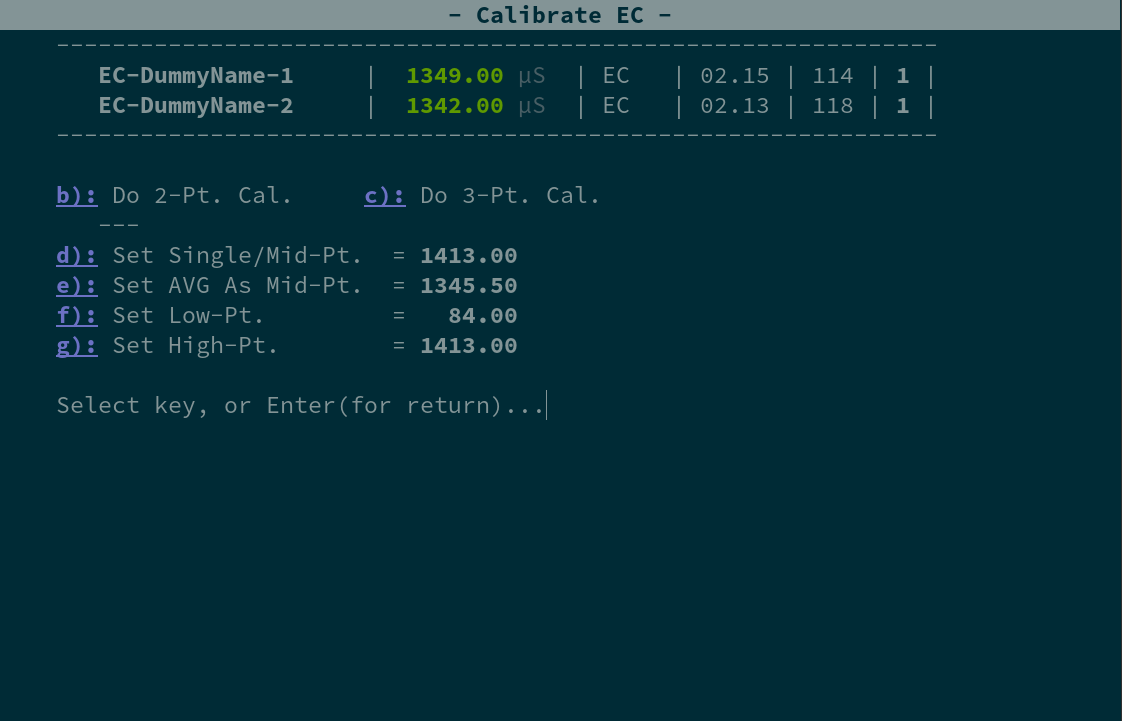 - Calibrate EC -
---------------------------------------------------------------
EC-DummyName-1     |  1349.00 µS  | EC   | 02.15 | 114 | 1 |
EC-DummyName-2     |  1342.00 µS  | EC   | 02.13 | 118 | 1 |
---------------------------------------------------------------
b): Do 2-Pt. Cal.     c): Do 3-Pt. Cal.
---
d): Set Single/Mid-Pt.  = 1413.00
e): Set AVG As Mid-Pt.  = 1345.50
f): Set Low-Pt.         =   84.00
g): Set High-Pt.        = 1413.00
Select key, or Enter(for return)...